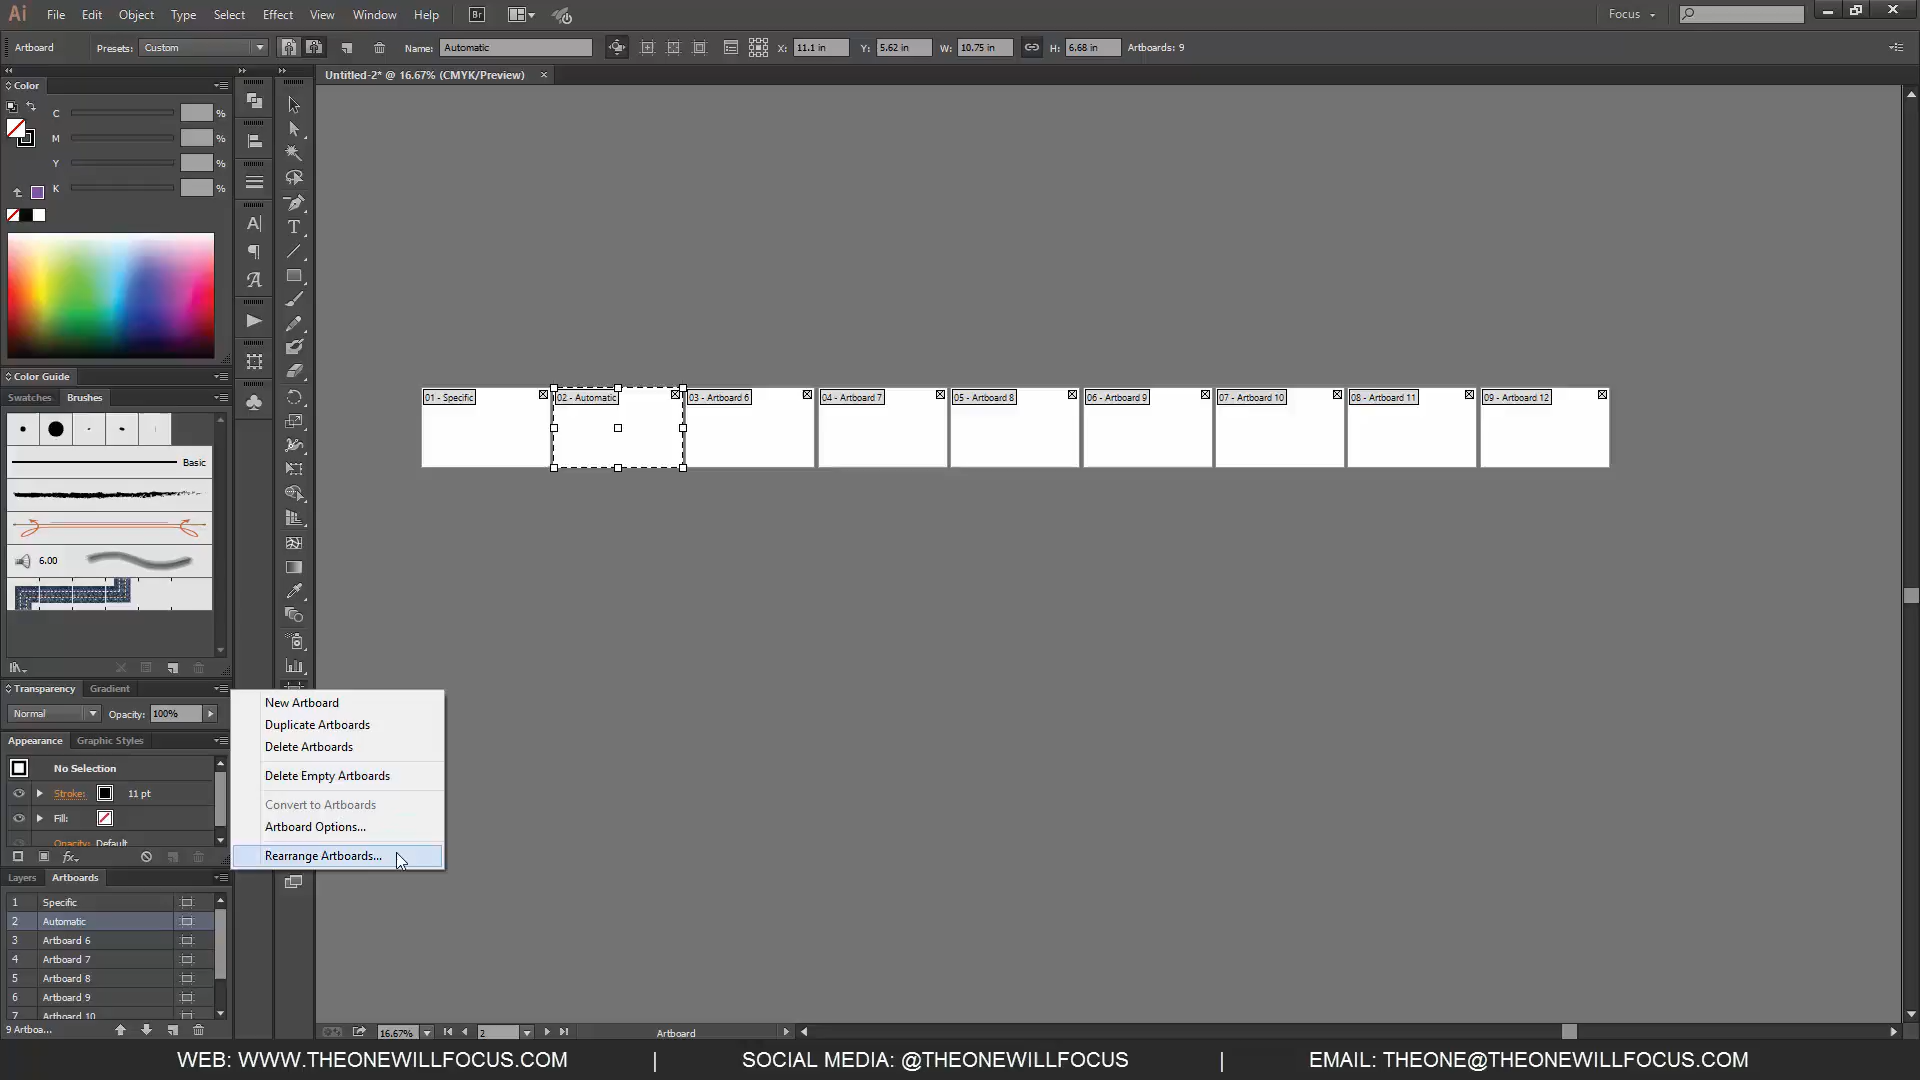 Ai File Edit Object Type Select Effect View Window Help Br Focus
Artboard Presets: Custom Name: Automatic X: 11.1 in Y: 5.62 in W: 10.75 in H: 6.68 in Artboards: 9
Untitled-2* @ 16.67% (CMYK/Preview)
Color
C %
M %
Y %
K %
Color Guide
Swatches Brushes
Basic
6.00
01 - Specific 02 - Automatic 03 - Artboard 6 04 - Artboard 7 05 - Artboard 8 06 - Artboard 9 07 - Artboard 10 08 - Artboard 11 09 - Artboard 12
Transparency Gradient
Normal Opacity: 100%
Appearance Graphic Styles
No Selection
Stroke: 11 pt
Fill:
Opacity: Default
fx
New Artboard
Duplicate Artboards
Delete Artboards
Delete Empty Artboards
Convert to Artboards
Artboard Options...
Rearrange Artboards...
Layers Artboards
1 Specific
2 Automatic
3 Artboard 6
4 Artboard 7
5 Artboard 8
6 Artboard 9
7 Artboard 10
9 Artboa...
16.67% 2 Artboard
WEB: WWW.THEONEWILLFOCUS.COM | SOCIAL MEDIA: @THEONEWILLFOCUS | EMAIL: THEONE@THEONEWILLFOCUS.COM